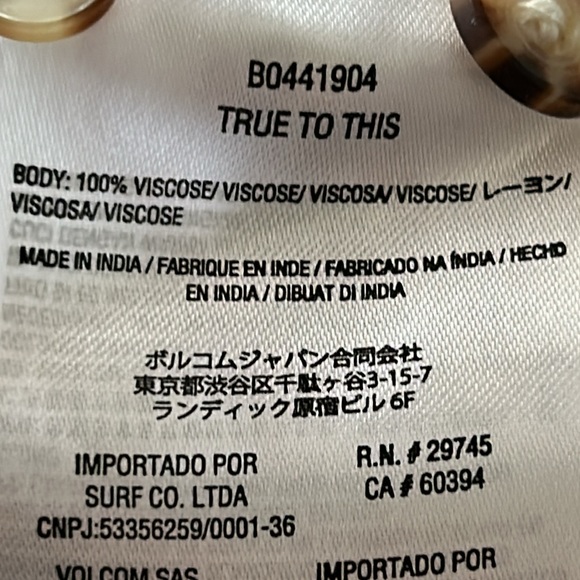 B0441904
TRUE TO THIS
BODY: 100% VISCOSE/ VISCOSE/ VISCOSA/ VISCOSE/ レーヨン/
VISCOSA/ VISCOSE
MADE IN INDIA / FABRIQUE EN INDE / FABRICADO NA ÍNDIA / HECHO
EN INDIA / DIBUAT DI INDIA
ボルコムジャパン合同会社
東京都渋谷区千駄ヶ谷3-15-7
ランディック原宿ビル 6F
IMPORTADO POR
SURF CO. LTDA
CNPJ:53356259/0001-36
R.N. # 29745
CA # 60394
VOLCOM SAS
IMPORTADO POR